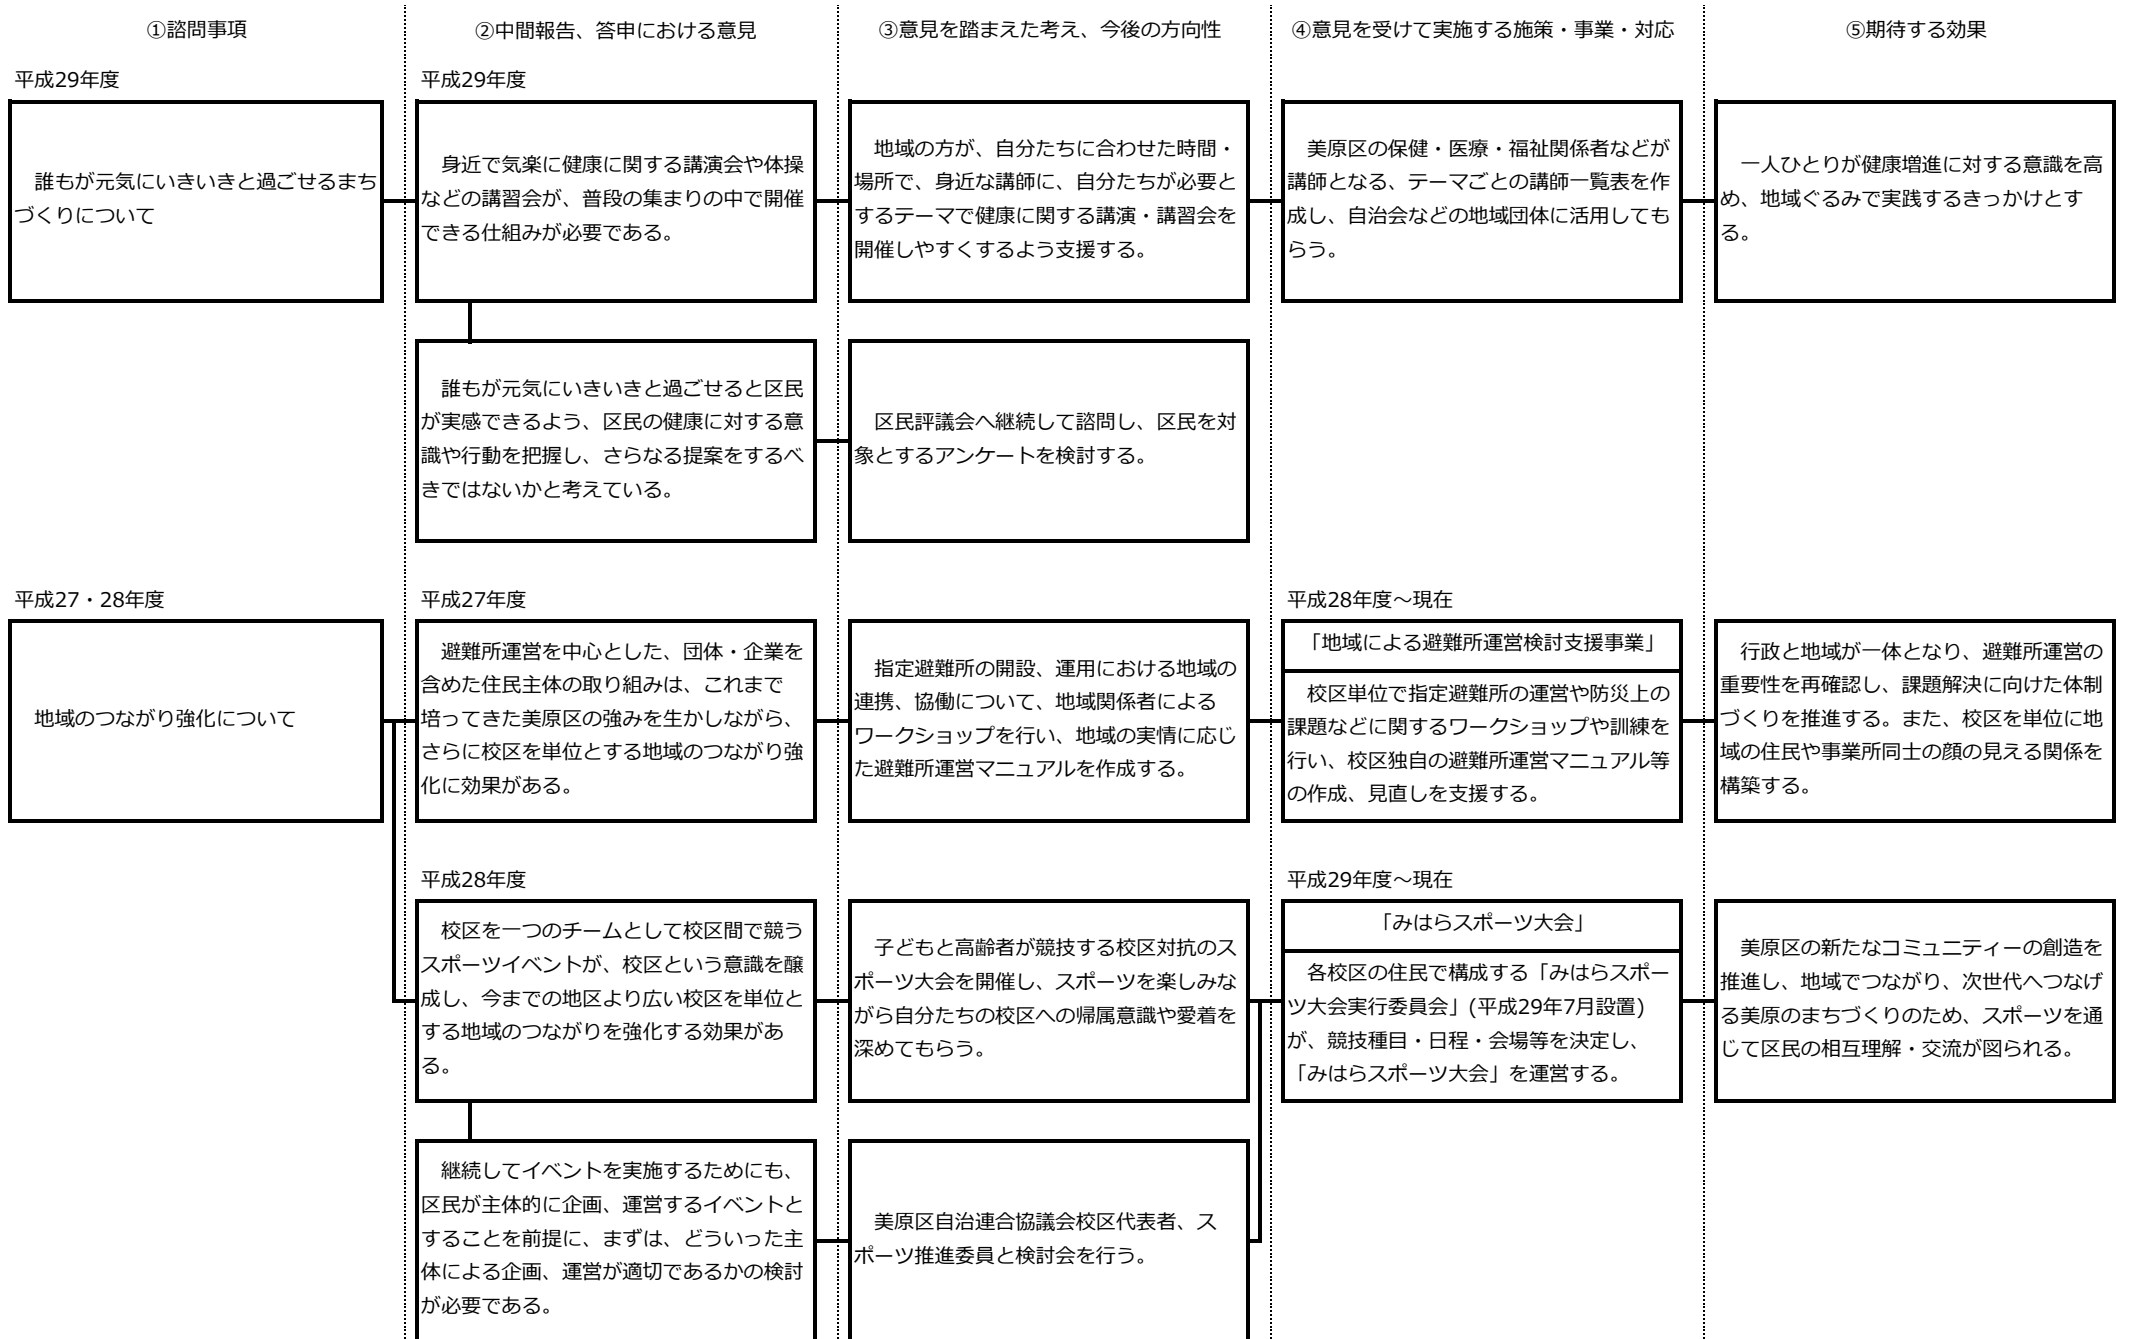 ①諮問事項
②中間報告、答申における意見
③意見を踏まえた考え、今後の方向性
④意見を受けて実施する施策・事業・対応
⑤期待する効果
平成29年度
誰もが元気にいきいきと過ごせるまち
づくりについて
平成29年度
身近で気楽に健康に関する講演会や体操
などの講習会が、普段の集まりの中で開催
できる仕組みが必要である。
地域の方が、自分たちに合わせた時間・
場所で、身近な講師に、自分たちが必要と
するテーマで健康に関する講演・講習会を
開催しやすくするよう支援する。
美原区の保健・医療・福祉関係者などが
講師となる、テーマごとの講師一覧表を作
成し、自治会などの地域団体に活用しても
らう。
一人ひとりが健康増進に対する意識を高
め、地域ぐるみで実践するきっかけとす
る。
誰もが元気にいきいきと過ごせると区民
が実感できるよう、区民の健康に対する意
識や行動を把握し、さらなる提案をするべ
きではないかと考えている。
区民評議会へ継続して諮問し、区民を対
象とするアンケートを検討する。
平成27・28年度
地域のつながり強化について
平成27年度
避難所運営を中心とした、団体・企業を
含めた住民主体の取り組みは、これまで
培ってきた美原区の強みを生かしながら、
さらに校区を単位とする地域のつながり強
化に効果がある。
指定避難所の開設、運用における地域の
連携、協働について、地域関係者による
ワークショップを行い、地域の実情に応じ
た避難所運営マニュアルを作成する。
平成28年度～現在
「地域による避難所運営検討支援事業」
校区単位で指定避難所の運営や防災上の
課題などに関するワークショップや訓練を
行い、校区独自の避難所運営マニュアル等
の作成、見直しを支援する。
行政と地域が一体となり、避難所運営の
重要性を再確認し、課題解決に向けた体制
づくりを推進する。また、校区を単位に地
域の住民や事業所同士の顔の見える関係を
構築する。
平成28年度
校区を一つのチームとして校区間で競う
スポーツイベントが、校区という意識を醸
成し、今までの地区より広い校区を単位と
する地域のつながりを強化する効果があ
る。
子どもと高齢者が競技する校区対抗のス
ポーツ大会を開催し、スポーツを楽しみな
がら自分たちの校区への帰属意識や愛着を
深めてもらう。
平成29年度～現在
「みはらスポーツ大会」
各校区の住民で構成する「みはらスポー
ツ大会実行委員会」(平成29年7月設置)
が、競技種目・日程・会場等を決定し、
「みはらスポーツ大会」を運営する。
美原区の新たなコミュニティーの創造を
推進し、地域でつながり、次世代へつなげ
る美原のまちづくりのため、スポーツを通
じて区民の相互理解・交流が図られる。
継続してイベントを実施するためにも、
区民が主体的に企画、運営するイベントと
することを前提に、まずは、どういった主
体による企画、運営が適切であるかの検討
が必要である。
美原区自治連合協議会校区代表者、ス
ポーツ推進委員と検討会を行う。